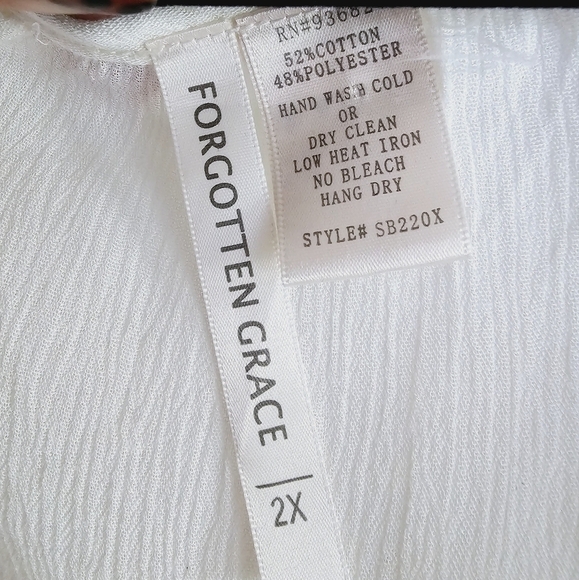 RN#93682
52%COTTON
48%POLYESTER
HAND WASH COLD
OR
DRY CLEAN
LOW HEAT IRON
NO BLEACH
HANG DRY
STYLE# SB220X
FORGOTTEN GRACE
2X